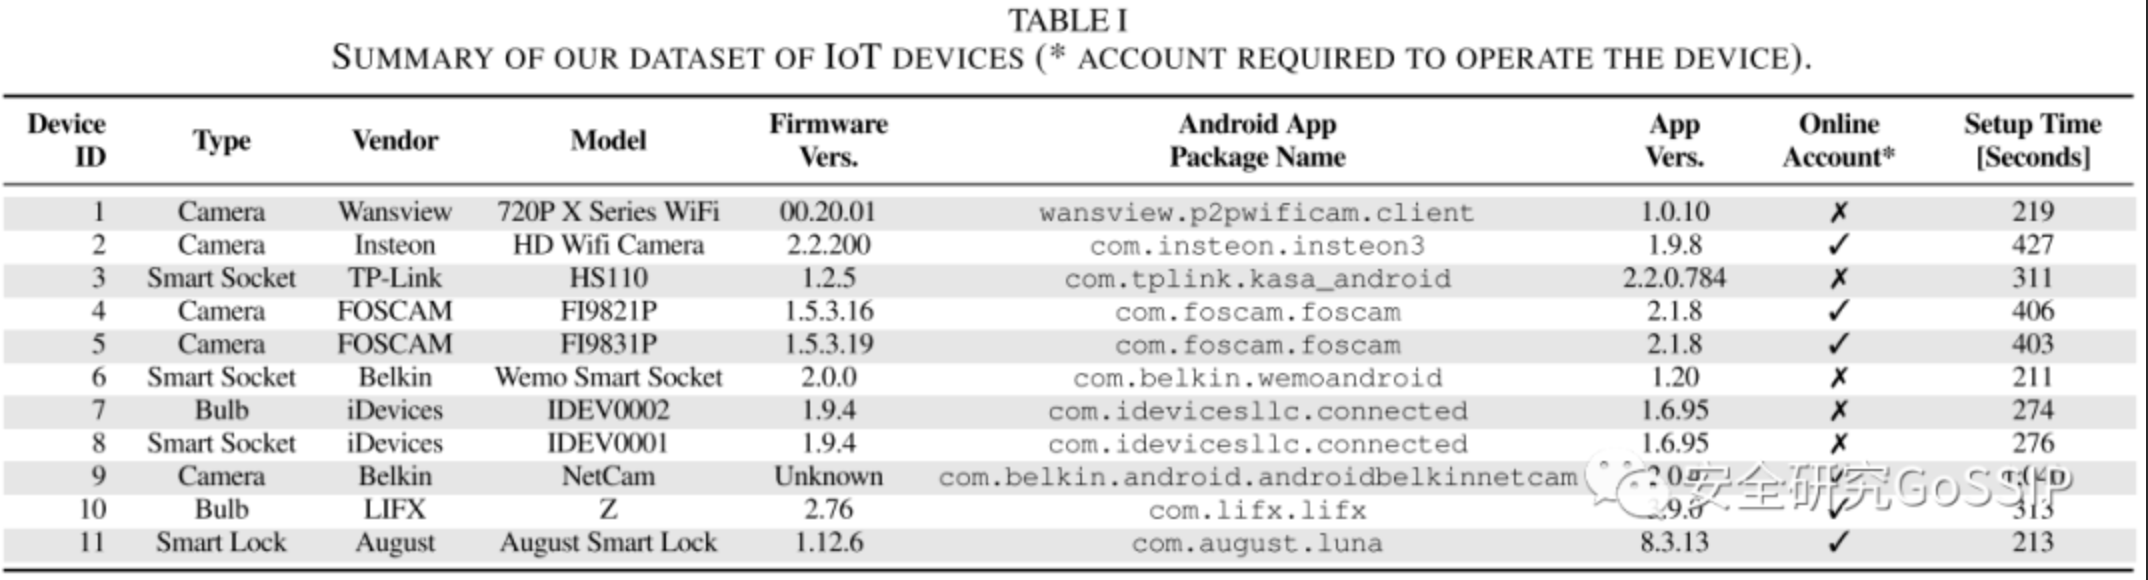 TABLE I
SUMMARY OF OUR DATASET OF IOT DEVICES (* ACCOUNT REQUIRED TO OPERATE THE DEVICE).
Device ID Type Vendor Model Firmware Vers. Android App Package Name App Vers. Online Account* Setup Time [Seconds]
1 Camera Wansview 720P X Series WiFi 00.20.01 wansview.p2pwificam.client 1.0.10 ✗ 219
2 Camera Insteon HD Wifi Camera 2.2.200 com.insteon.insteon3 1.9.8 ✓ 427
3 Smart Socket TP-Link HS110 1.2.5 com.tplink.kasa_android 2.2.0.784 ✗ 311
4 Camera FOSCAM FI9821P 1.5.3.16 com.foscam.foscam 2.1.8 ✓ 406
5 Camera FOSCAM FI9831P 1.5.3.19 com.foscam.foscam 2.1.8 ✓ 403
6 Smart Socket Belkin Wemo Smart Socket 2.0.0 com.belkin.wemoandroid 1.20 ✗ 211
7 Bulb iDevices IDEV0002 1.9.4 com.idevicesllc.connected 1.6.95 ✗ 274
8 Smart Socket iDevices IDEV0001 1.9.4 com.idevicesllc.connected 1.6.95 ✗ 276
9 Camera Belkin NetCam Unknown com.belkin.android.androidbelkinnetcam
安全研究GoSSIP
10 Bulb LIFX Z 2.76 com.lifx.lifx ✓ 313
11 Smart Lock August August Smart Lock 1.12.6 com.august.luna 8.3.13 ✓ 213